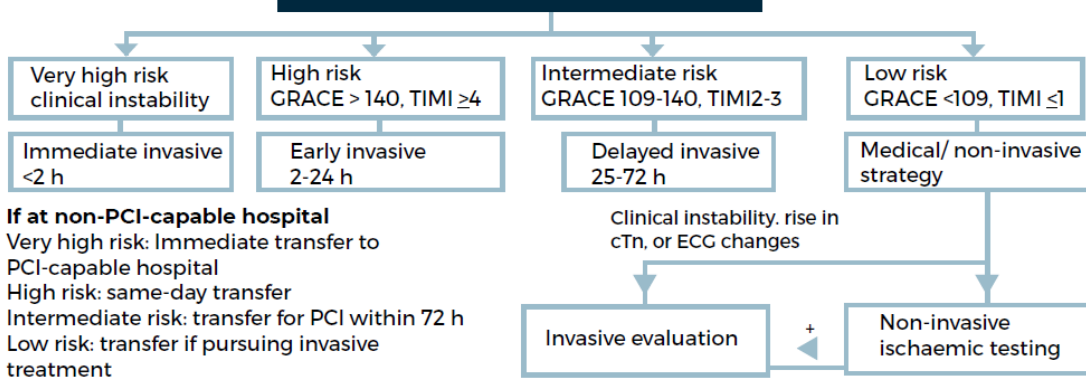 Very high risk
clinical instability
High risk
GRACE > 140, TIMI ≥4
Intermediate risk
GRACE 109-140, TIMI2-3
Low risk
GRACE <109, TIMI ≤1
Immediate invasive
<2 h
Early invasive
2-24 h
Delayed invasive
25-72 h
Medical/ non-invasive
strategy
If at non-PCI-capable hospital
Very high risk: Immediate transfer to
PCI-capable hospital
High risk: same-day transfer
Intermediate risk: transfer for PCI within 72 h
Low risk: transfer if pursuing invasive
treatment
Clinical instability. rise in
cTn, or ECG changes
Invasive evaluation
+
Non-invasive
ischaemic testing